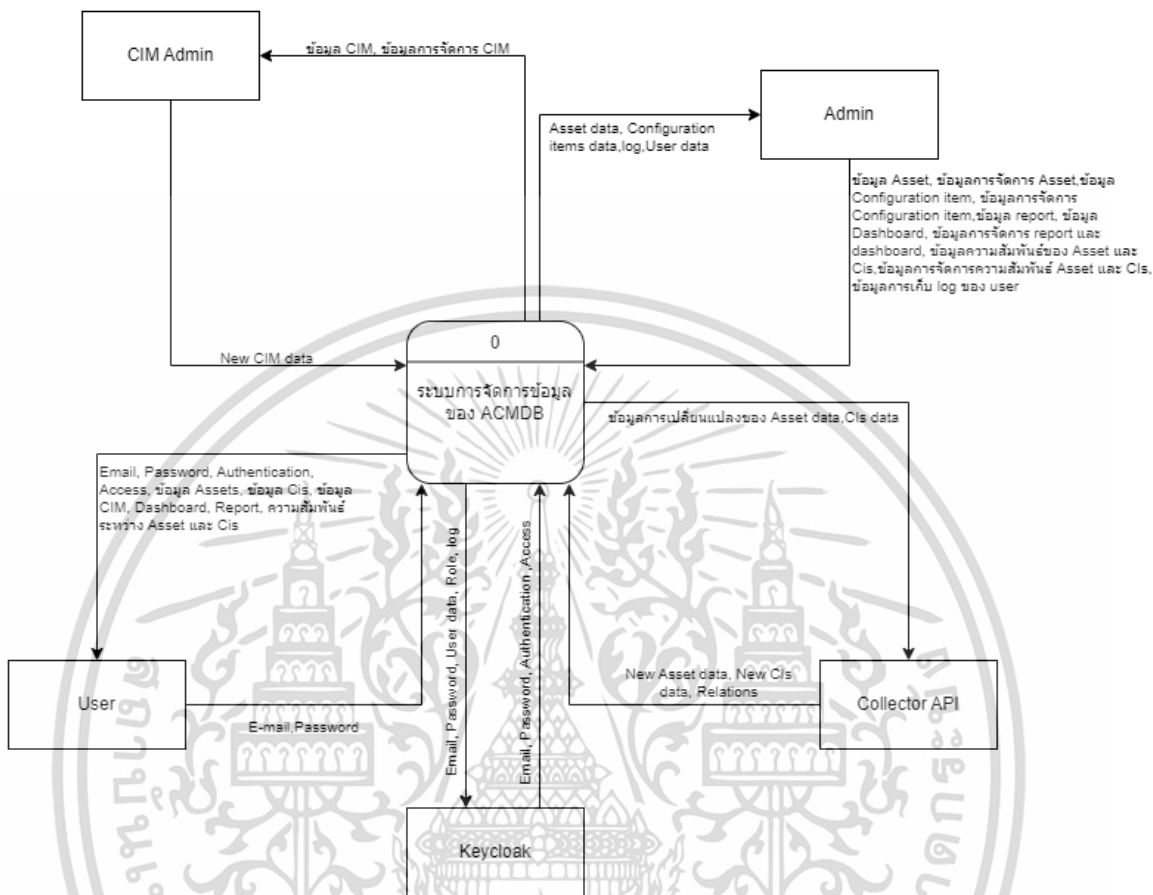 CIM Admin
ข้อมูล CIM, ข้อมูลการจัดการ CIM
Admin
Asset data, Configuration
items data,log,User data
ข้อมูล Asset, ข้อมูลการจัดการ Asset,ข้อมูล
Configuration item, ข้อมูลการจัดการ
Configuration item,ข้อมูล report, ข้อมูล
Dashboard, ข้อมูลการจัดการ report และ
dashboard, ข้อมูลความสัมพันธ์ของ Asset และ
Cis,ข้อมูลการจัดการความสัมพันธ์ Asset และ CIs,
ข้อมูลการเก็บ log ของ user
0
ระบบการจัดการข้อมูล
ของ ACMDB
New CIM data
ข้อมูลการเปลี่ยนแปลงของ Asset data,CIs data
Email, Password, Authentication,
Access, ข้อมูล Assets, ข้อมูล Cis, ข้อมูล
CIM, Dashboard, Report, ความสัมพันธ์
ระหว่าง Asset และ Cis
Email, Password, User data, Role, log
Email, Password, Authentication ,Access
User
E-mail,Password
New Asset data, New CIs
data, Relations
Collector API
Keycloak